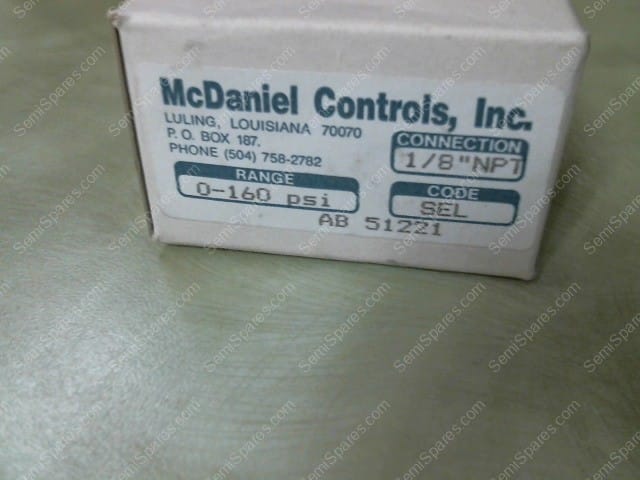 McDaniel Controls, Inc.
LULING, LOUISIANA 70070
P. O. BOX 187.
PHONE (504) 758-2782
CONNECTION
1/8"NPT
RANGE
0-160 psi
CODE
SEL
AB 51221
SemiSpares.com